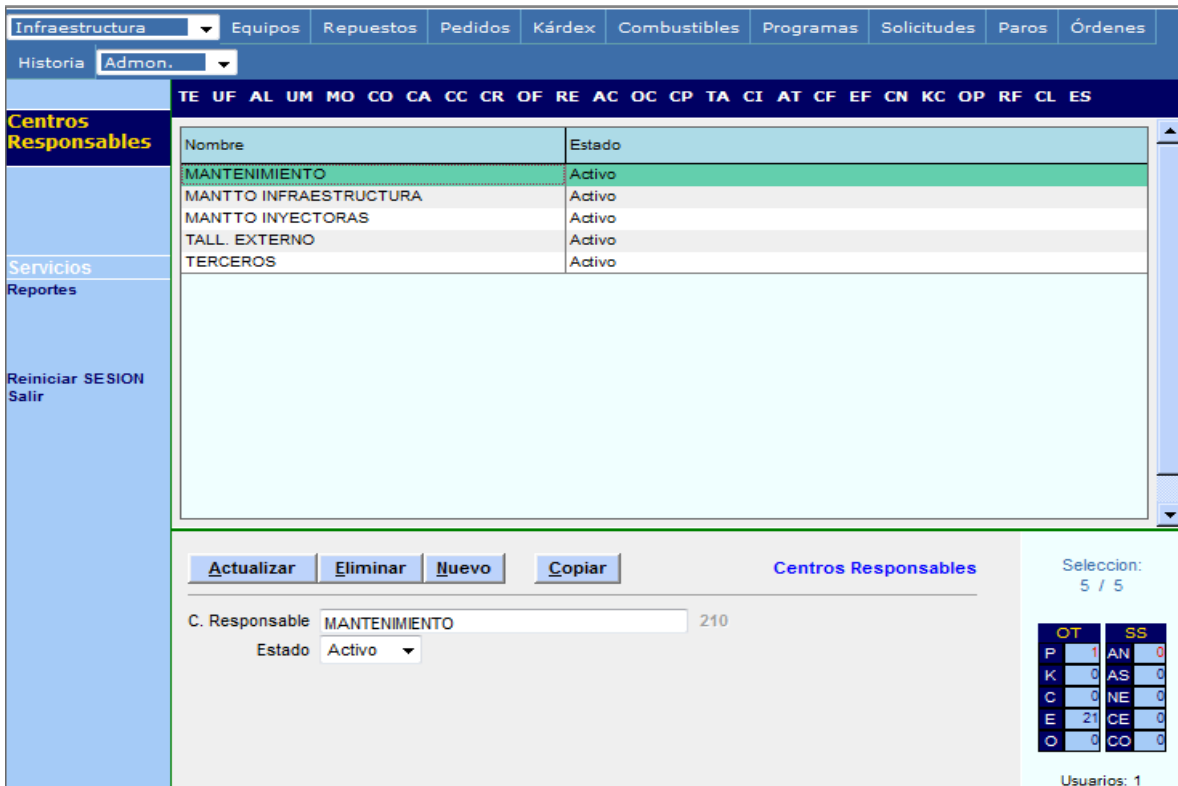 Infraestructura Equipos Repuestos Pedidos Kárdex Combustibles Programas Solicitudes Paros Órdenes
Historia Admon.
TE UF AL UM MO CO CA CC CR OF RE AC OC CP TA CI AT CF EF CN KC OP RF CL ES
Centros
Responsables
Nombre Estado
MANTENIMIENTO Activo
MANTTO INFRAESTRUCTURA Activo
MANTTO INYECTORAS Activo
TALL. EXTERNO Activo
TERCEROS Activo
Servicios
Reportes
Reiniciar SESION
Salir
Actualizar Eliminar Nuevo Copiar Centros Responsables
C. Responsable MANTENIMIENTO 210
Estado Activo
Seleccion:
5 / 5
OT SS
P 1 AN 0
K 0 AS 0
C 0 NE 0
E 21 CE 0
O 0 CO 0
Usuarios: 1